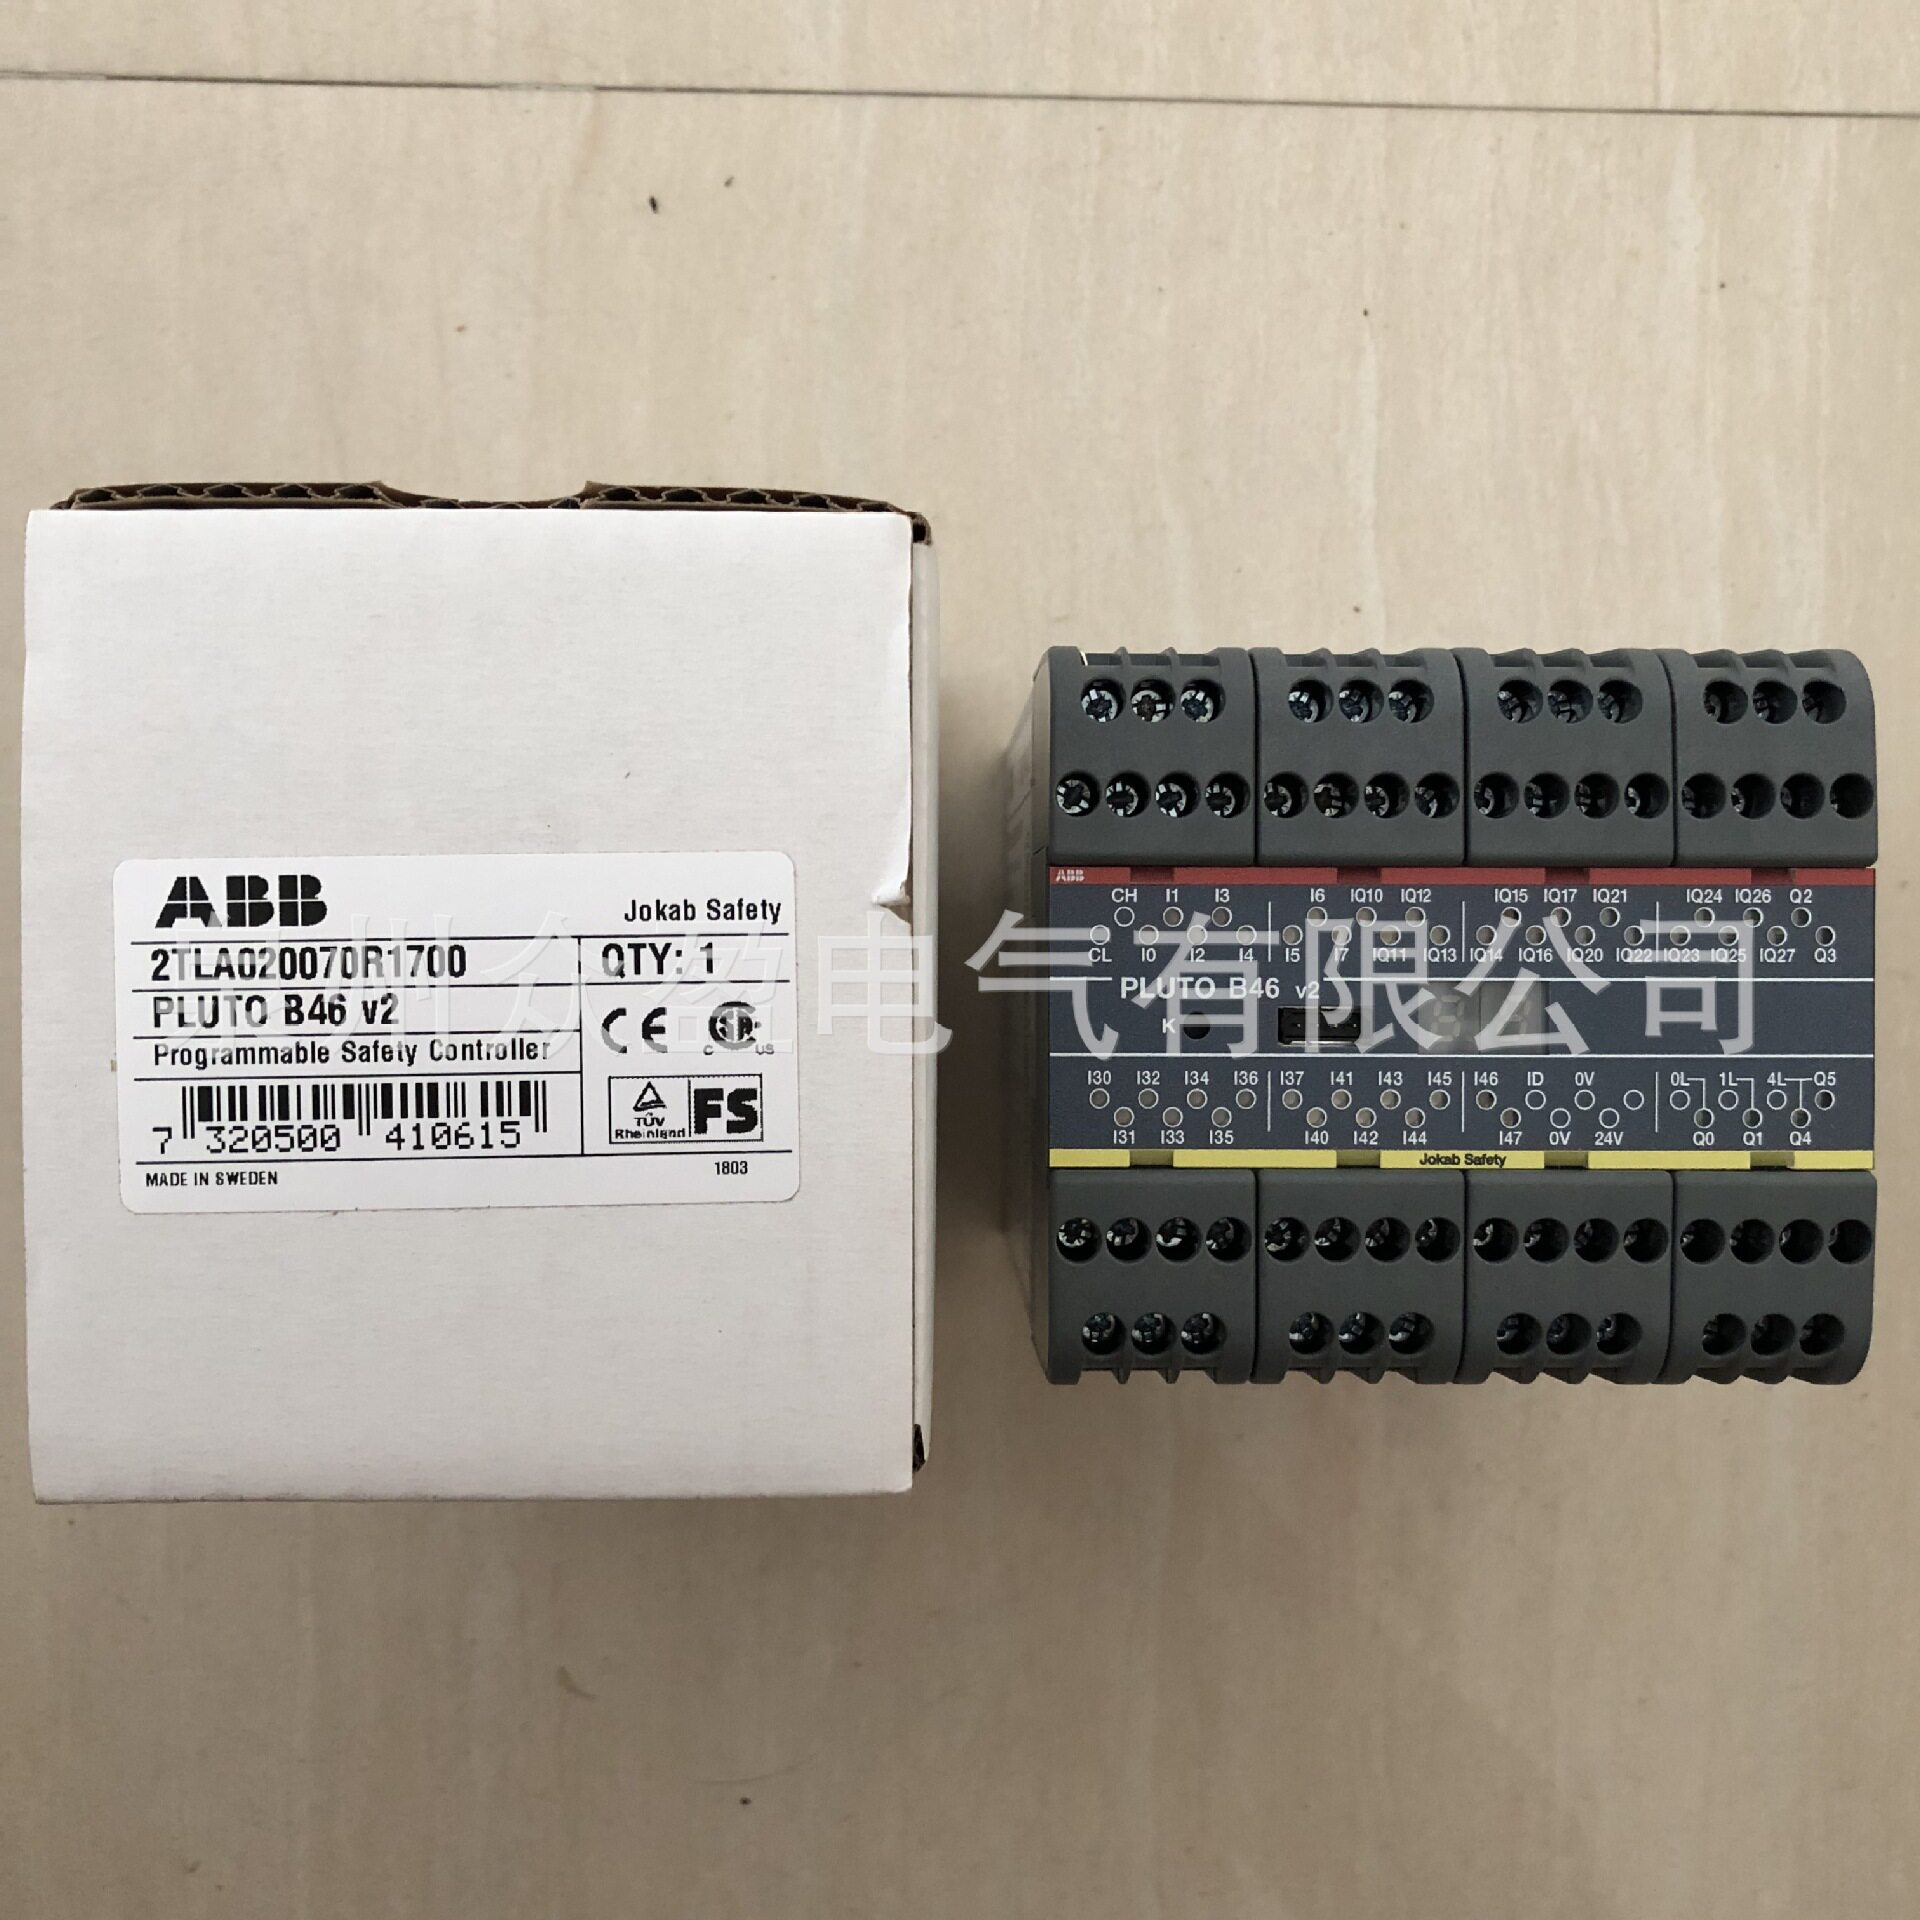 ABB
Jokab Safety
2TLA020070R1700
QTY: 1
PLUTO B46 v2
Programmable Safety Controller
CE
C US
TÜV
Rheinland
FS
7 320500 410615
MADE IN SWEDEN
1803
ABB
CH I1 I3 I6 IQ10 IQ12 IQ15 IQ17 IQ21 IQ24 IQ26 Q2
CL I0 I2 I4 I5 I7 IQ11 IQ13 IQ14 IQ16 IQ20 IQ22 IQ23 IQ25 IQ27 Q3
PLUTO B46 v2
K
I30 I32 I34 I36 I37 I41 I43 I45 I46 ID 0V 0L 1L 4L Q5
I31 I33 I35 I40 I42 I44 I47 0V 24V Q0 Q1 Q4
Jokab Safety
州众盈电气有限公司